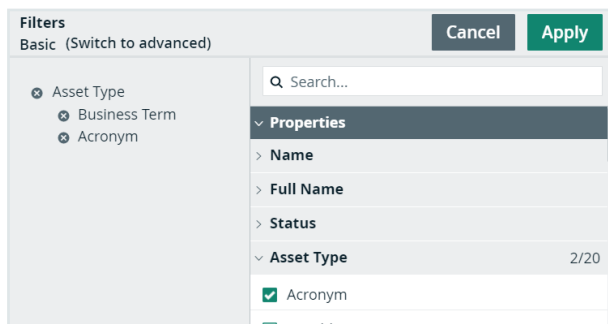 Filters
Basic (Switch to advanced)
Cancel
Apply
Asset Type
Business Term
Acronym
Search...
Properties
Name
Full Name
Status
Asset Type 2/20
Acronym